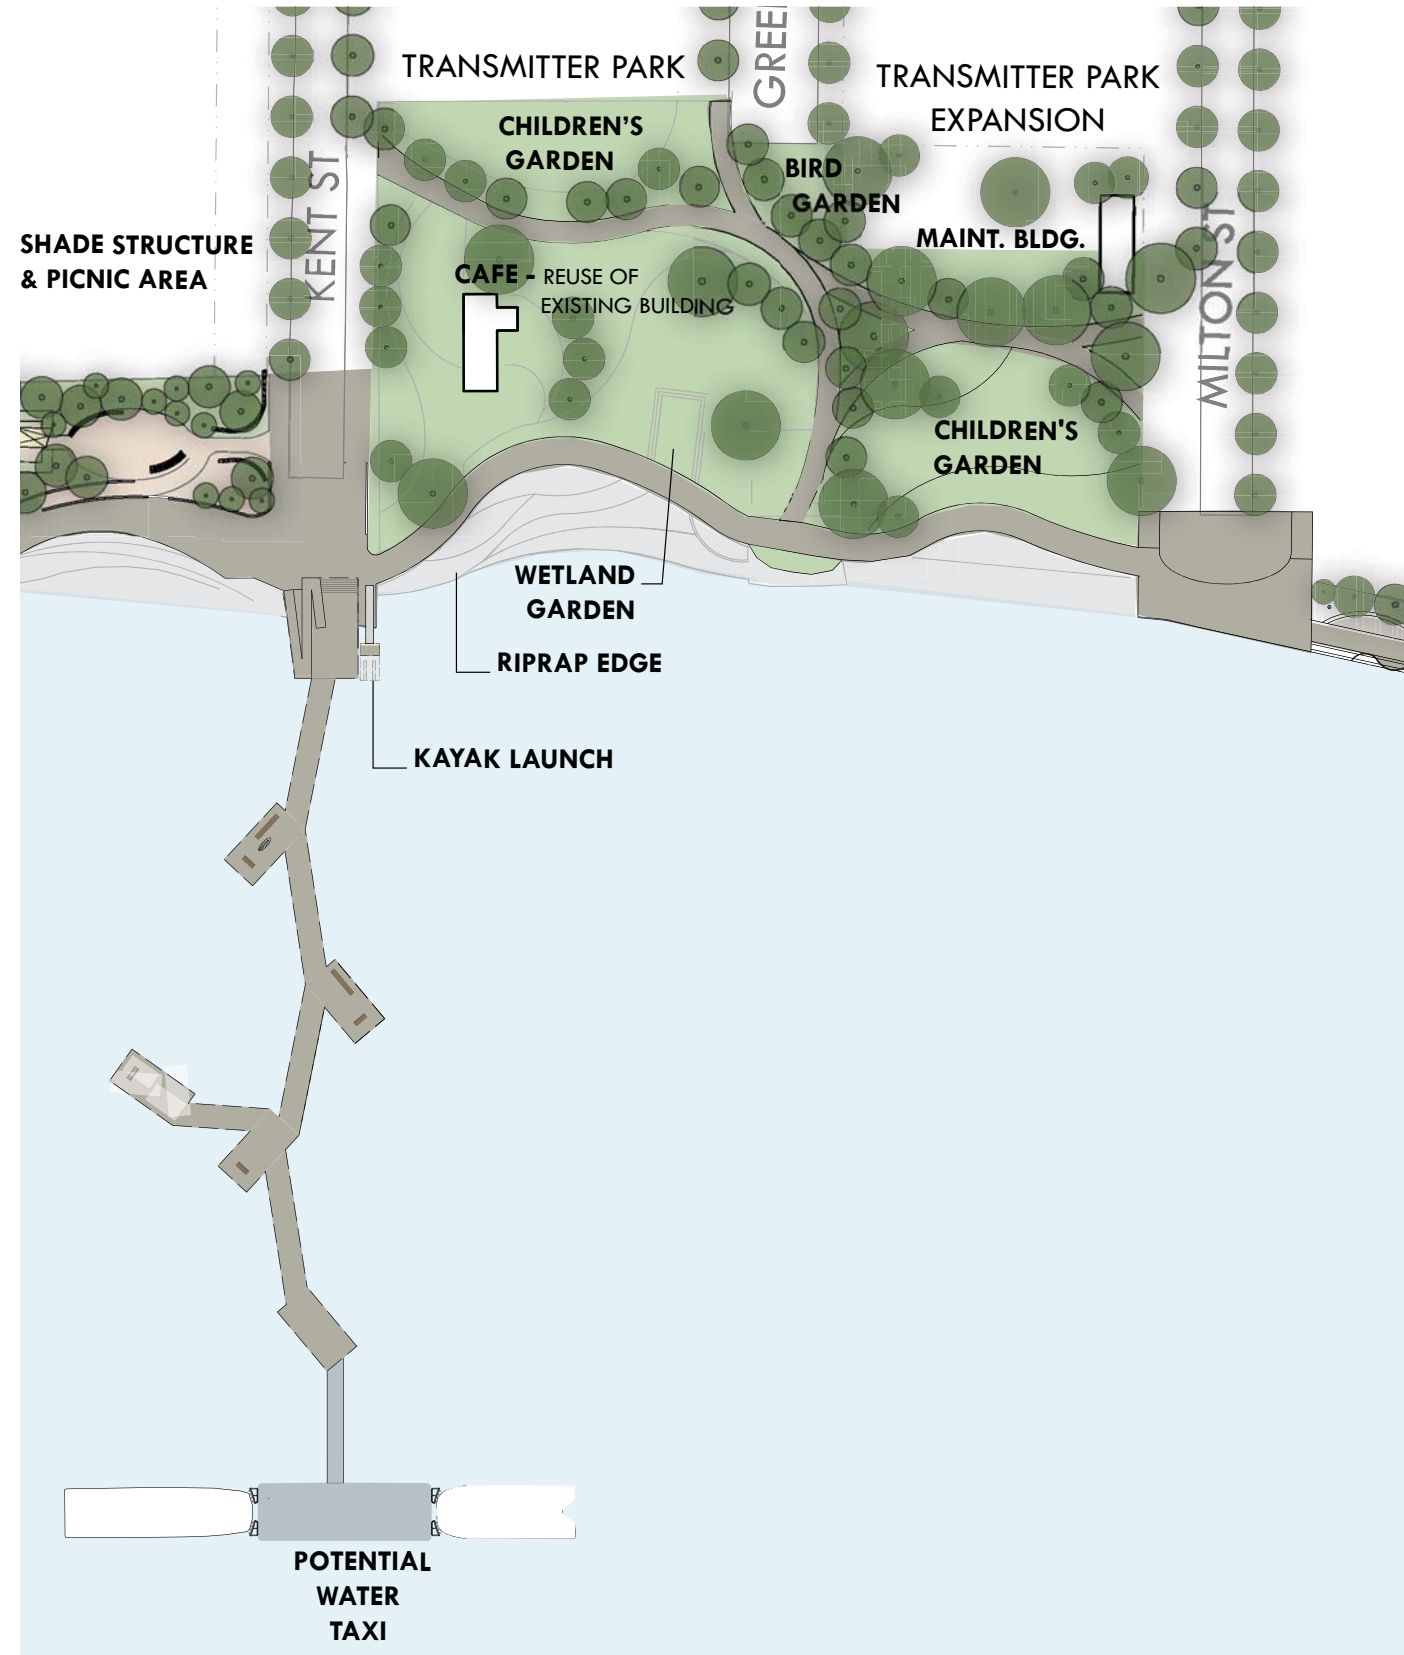 TRANSMITTER PARK
GREE
TRANSMITTER PARK
EXPANSION
CHILDREN'S
GARDEN
BIRD
GARDEN
KENT ST
SHADE STRUCTURE
& PICNIC AREA
MAINT. BLDG.
MILTON ST
CAFE - REUSE OF
EXISTING BUILDING
CHILDREN'S
GARDEN
WETLAND
GARDEN
RIPRAP EDGE
KAYAK LAUNCH
POTENTIAL
WATER
TAXI